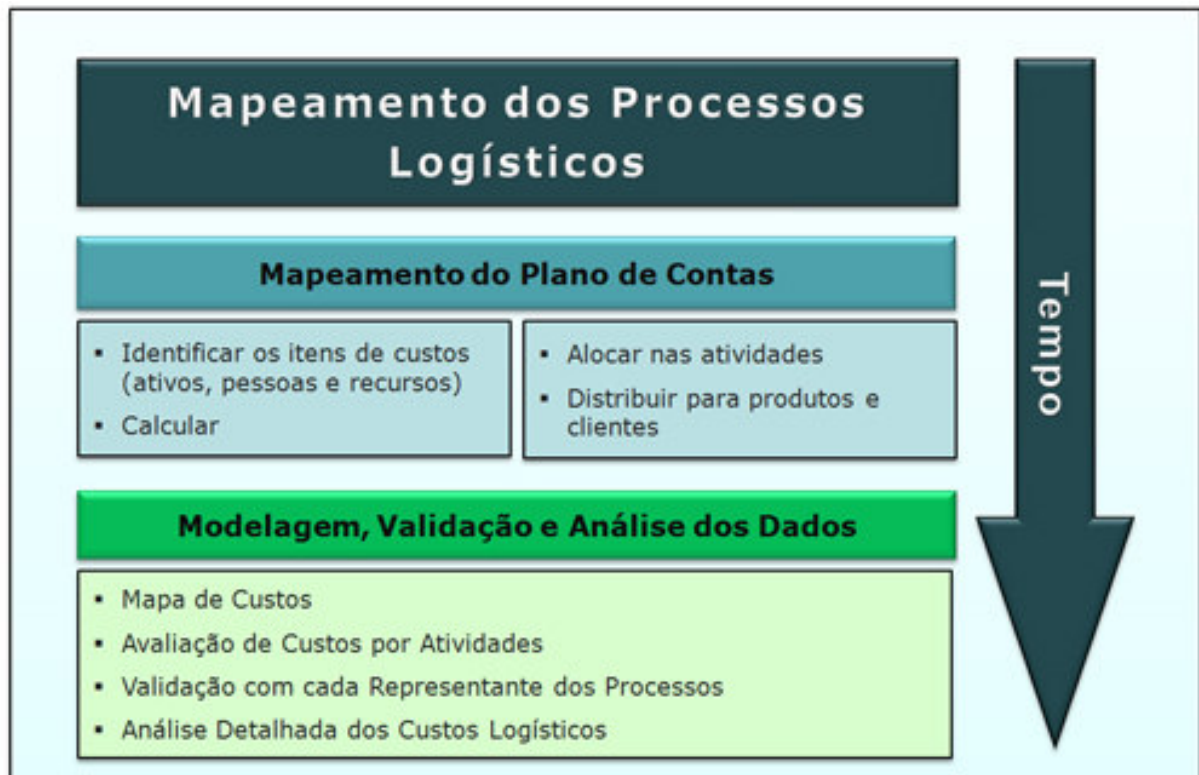 Mapeamento dos Processos
Logísticos
Mapeamento do Plano de Contas
▪ Identificar os itens de custos
(ativos, pessoas e recursos)
▪ Calcular
▪ Alocar nas atividades
▪ Distribuir para produtos e
clientes
Modelagem, Validação e Análise dos Dados
▪ Mapa de Custos
▪ Avaliação de Custos por Atividades
▪ Validação com cada Representante dos Processos
▪ Análise Detalhada dos Custos Logísticos
Tempo